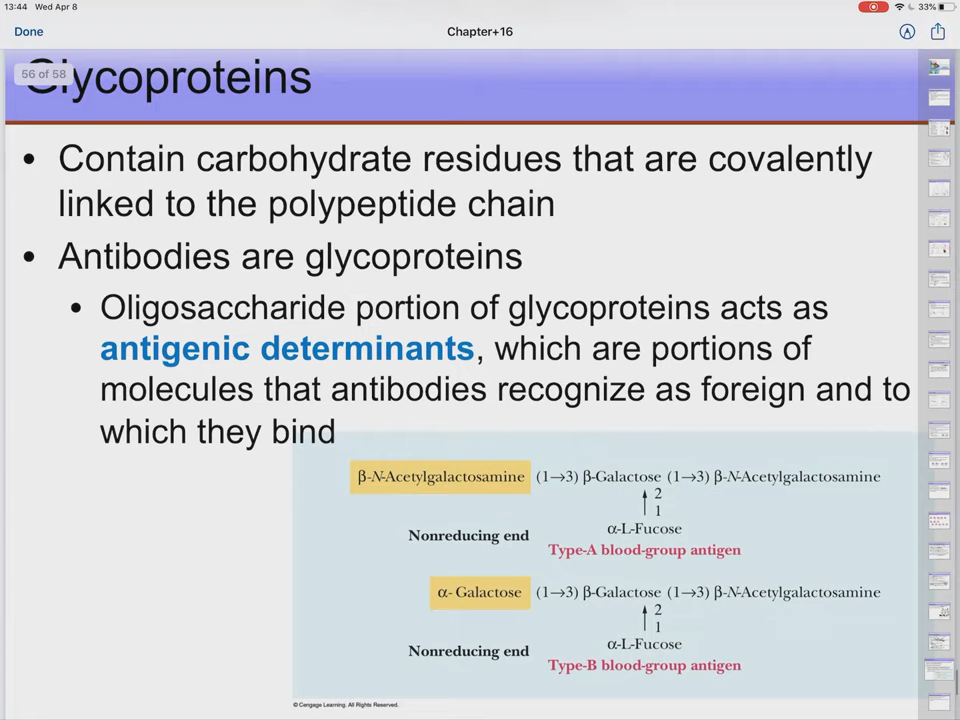 13:44 Wed Apr 8
33%
Done
Chapter+16
56 of 58
Glycoproteins
• Contain carbohydrate residues that are covalently
linked to the polypeptide chain
• Antibodies are glycoproteins
• Oligosaccharide portion of glycoproteins acts as
antigenic determinants, which are portions of
molecules that antibodies recognize as foreign and to
which they bind
β-N-Acetylgalactosamine (1→3) β-Galactose (1→3) β-N-Acetylgalactosamine
2
1
Nonreducing end
α-L-Fucose
Type-A blood-group antigen
α- Galactose (1→3) β-Galactose (1→3) β-N-Acetylgalactosamine
2
1
Nonreducing end
α-L-Fucose
Type-B blood-group antigen
© Cengage Learning. All Rights Reserved.